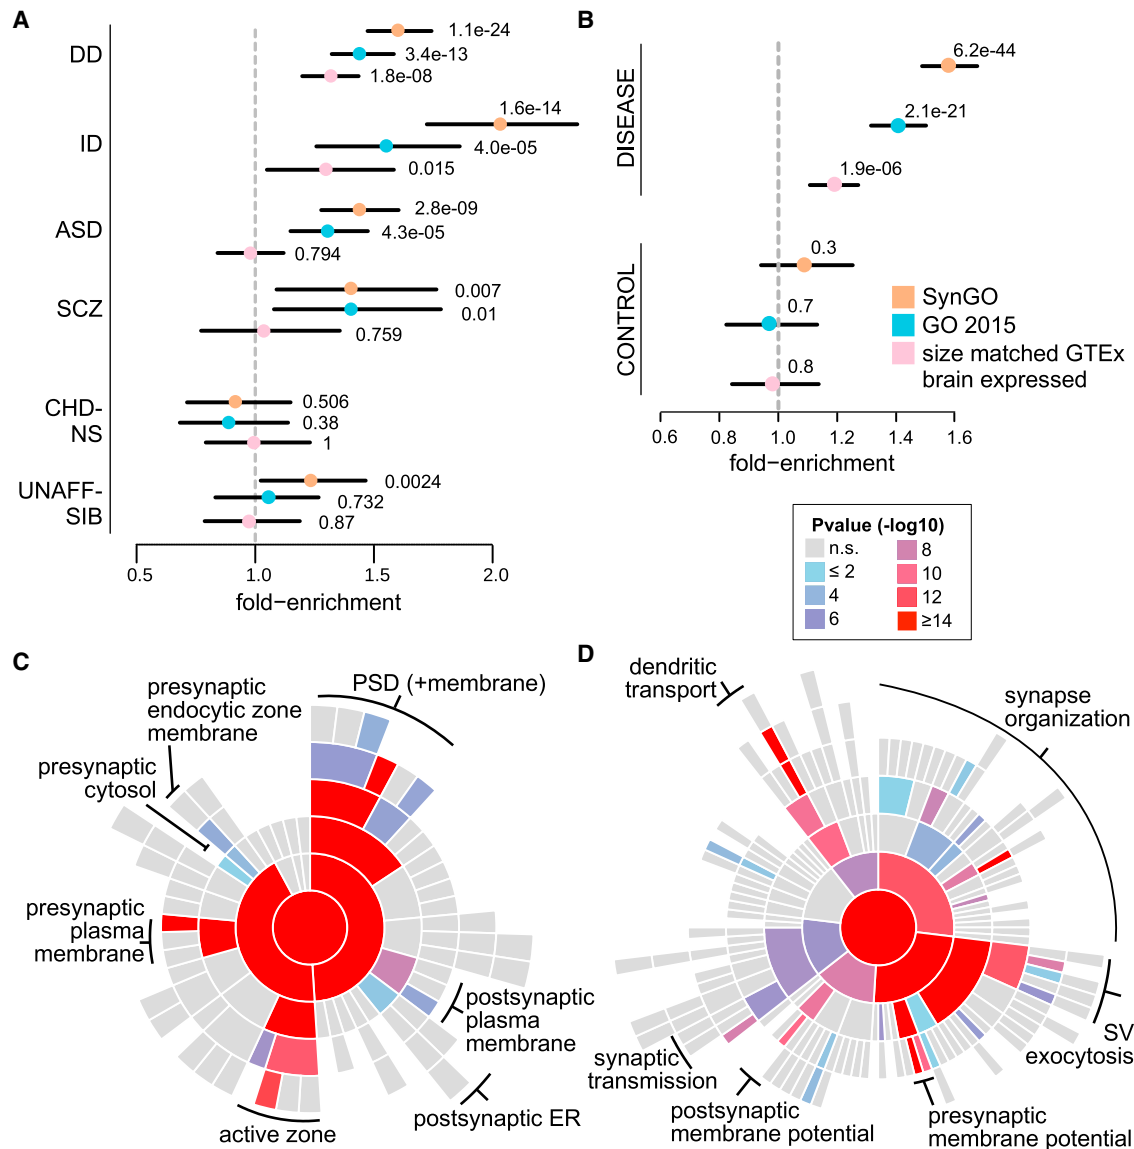 A
DD
1.1e-24
3.4e-13
1.8e-08
ID
1.6e-14
4.0e-05
0.015
ASD
2.8e-09
4.3e-05
0.794
SCZ
0.007
0.01
0.759
CHD-
NS
0.506
0.38
1
UNAFF-
SIB
0.0024
0.732
0.87
0.5
1.0
1.5
2.0
fold−enrichment
B
DISEASE
6.2e-44
2.1e-21
1.9e-06
CONTROL
0.3
0.7
0.8
SynGO
GO 2015
size matched GTEx
brain expressed
0.6
0.8
1.0
1.2
1.4
1.6
fold−enrichment
Pvalue (-log10)
n.s.
≤ 2
4
6
8
10
12
≥14
C
PSD (+membrane)
presynaptic
endocytic zone
membrane
presynaptic
cytosol
presynaptic
plasma
membrane
active zone
postsynaptic
plasma
membrane
postsynaptic ER
D
dendritic
transport
synapse
organization
SV
exocytosis
synaptic
transmission
postsynaptic
membrane potential
presynaptic
membrane potential